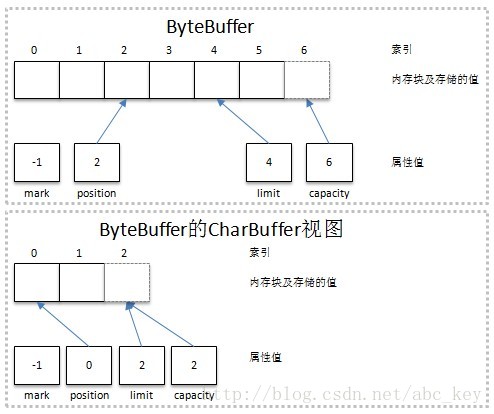 ByteBuffer
0 1 2 3 4 5 6 索引
内存块及存储的值
-1 2 4 6 属性值
mark position limit capacity
ByteBuffer的CharBuffer视图
0 1 2 索引
内存块及存储的值
-1 0 2 2 属性值
mark position limit capacity
http://blog.csdn.net/abc_key